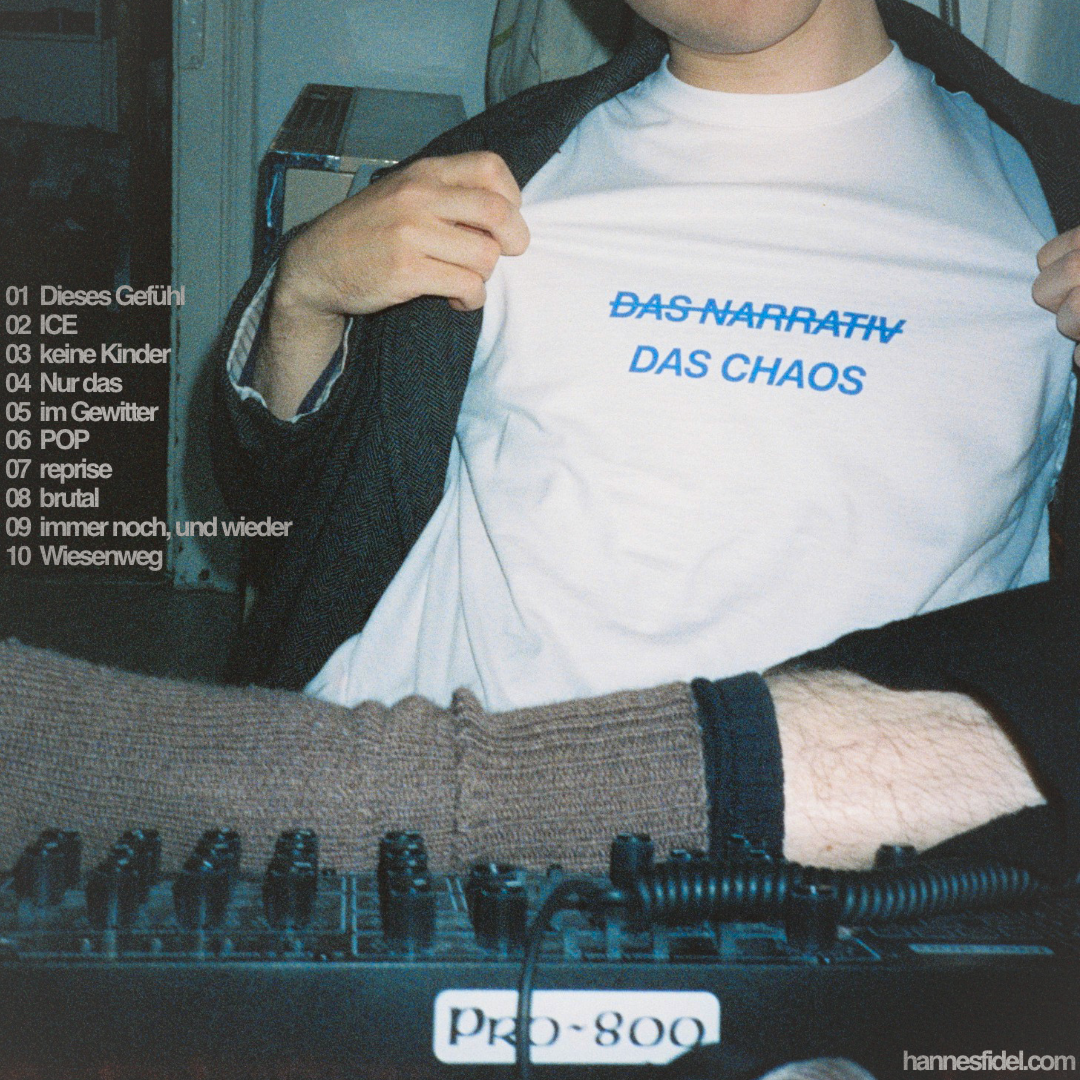 DAS NARRATIV
DAS CHAOS
01 Dieses Gefühl
02 ICE
03 keine Kinder
04 Nur das
05 im Gewitter
06 POP
07 reprise
08 brutal
09 immer noch, und wieder
10 Wiesenweg
PRO-800
hannesfidel.com